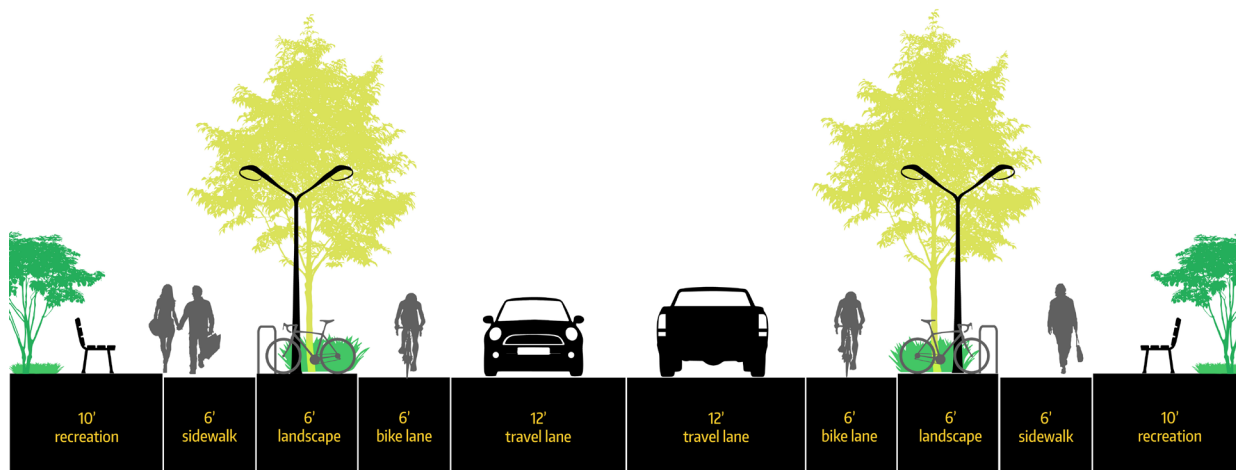 10’
recreation
6’
sidewalk
6’
landscape
6’
bike lane
12’
travel lane
12’
travel lane
6’
bike lane
6’
landscape
6’
sidewalk
10’
recreation